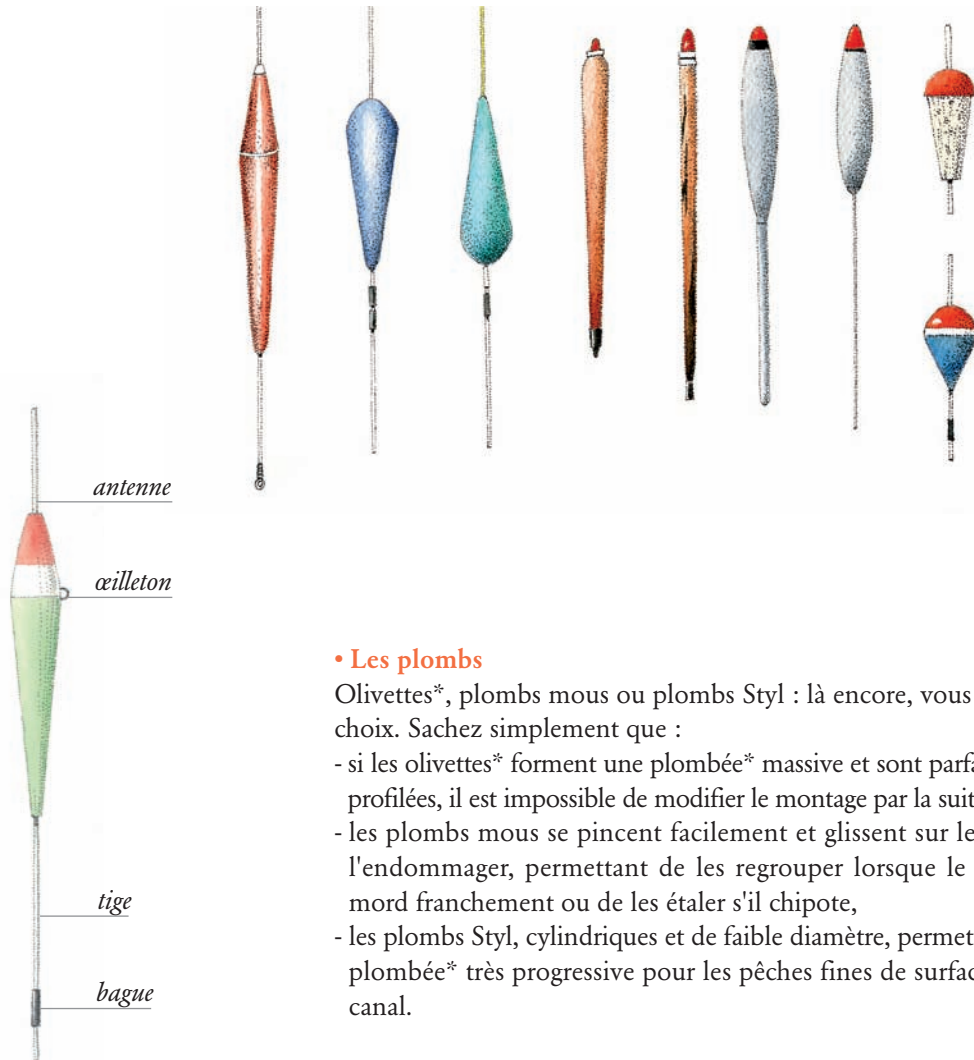 antenne
œilleton
tige
bague
• Les plombs
Olivettes*, plombs mous ou plombs Styl : là encore, vous
choix. Sachez simplement que :
- si les olivettes* forment une plombée* massive et sont parfa
profilées, il est impossible de modifier le montage par la suit
- les plombs mous se pincent facilement et glissent sur le
l'endommager, permettant de les regrouper lorsque le
mord franchement ou de les étaler s'il chipote,
- les plombs Styl, cylindriques et de faible diamètre, permet
plombée* très progressive pour les pêches fines de surfac
canal.